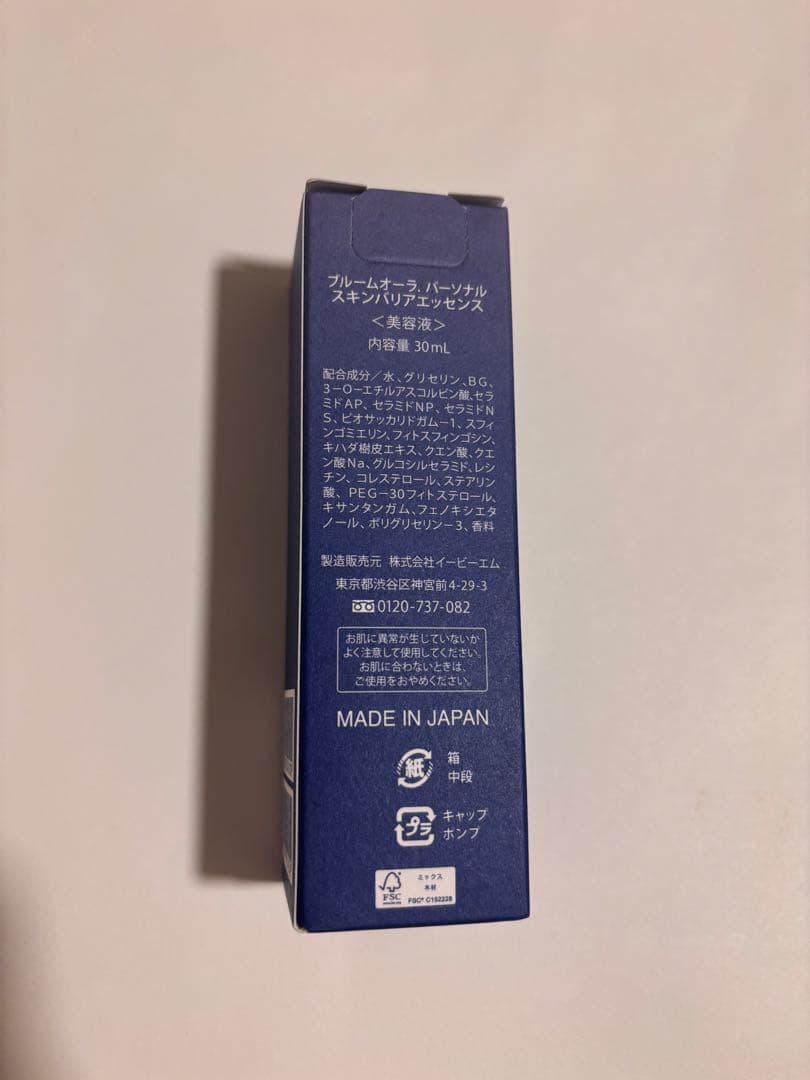 ブルームオーラ. パーソナル
スキンバリアエッセンス
＜美容液＞
内容量 30mL
配合成分／水、グリセリン、BG、
3-O-エチルアスコルビン酸、セラ
ミドAP、セラミドNP、セラミドN
S、ビオサッカリドガム-1、スフィ
ンゴミエリン、フィトスフィンゴシン、
キハダ樹皮エキス、クエン酸、クエ
ン酸Na、グルコシルセラミド、レシ
チン、コレステロール、ステアリン
酸、PEG-30フィトステロール、
キサンタンガム、フェノキシエタ
ノール、ポリグリセリン-3、香料
製造販売元 株式会社イービーエム
東京都渋谷区神宮前4-29-3
0120-737-082
お肌に異常が生じていないか
よく注意して使用してください。
お肌に合わないときは、
ご使用をおやめください。
MADE IN JAPAN
紙
箱
中段
プラ
キャップ
ポンプ
ミックス
木材
FSC
FSC® C152228